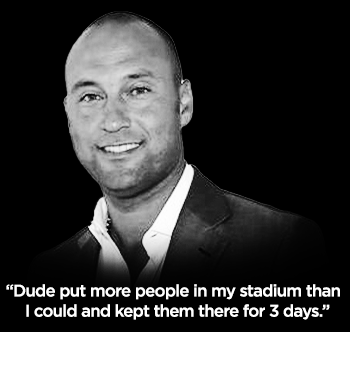 “Dude put more people in my stadium than
I could and kept them there for 3 days.”